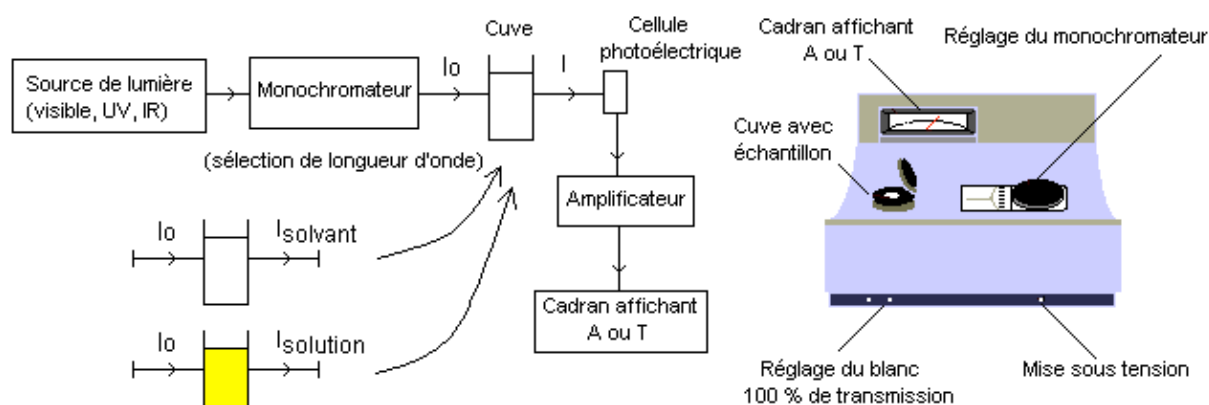 Source de lumière
(visible, UV, IR)
Monochromateur
(sélection de longueur d'onde)
Io
Cuve
I
Cellule
photoélectrique
Amplificateur
Cadran affichant
A ou T
Io
Isolvant
Io
Isolution
Cadran affichant
A ou T
Réglage du monochromateur
Cuve avec
échantillon
Réglage du blanc
100 % de transmission
Mise sous tension